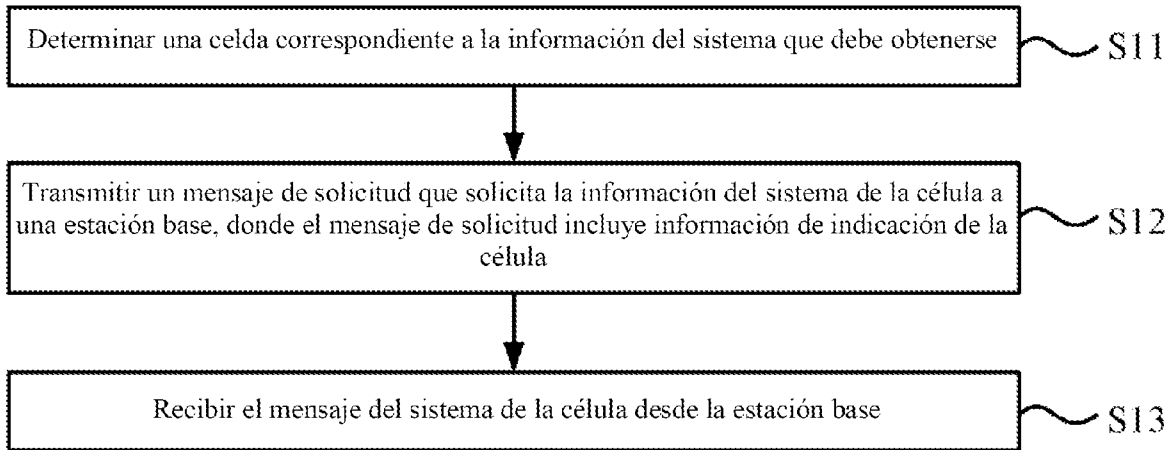 Determinar una celda correspondiente a la información del sistema que debe obtenerse
S11
Transmitir un mensaje de solicitud que solicita la información del sistema de la célula a
una estación base, donde el mensaje de solicitud incluye información de indicación de la
célula
S12
Recibir el mensaje del sistema de la célula desde la estación base
S13